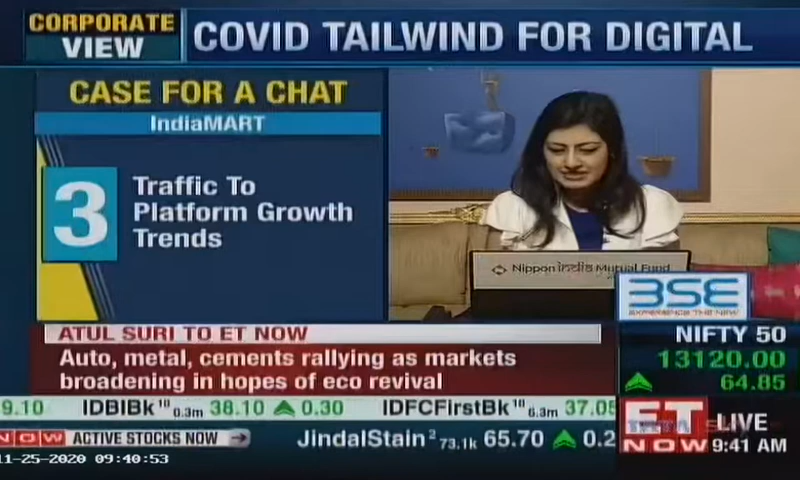 CORPORATE
VIEW
COVID TAILWIND FOR DIGITAL
CASE FOR A CHAT
IndiaMART
3
Traffic To
Platform Growth
Trends
Nippon india Mutual Fund
BSE
EXPERIENCE THE NEW
ATUL SURI TO ET NOW
Auto, metal, cements rallying as markets
broadening in hopes of eco revival
NIFTY 50
13120.00
64.85
9.10 IDBIBk 10 0.3m 38.10 0.30 IDFCFirstBk 10 6.3m 37.05
ET
NOW
LIVE
9:41 AM
NOW ACTIVE STOCKS NOW JindalStain 2 73.1k 65.70 0.2
11-25-2020 09:40:53